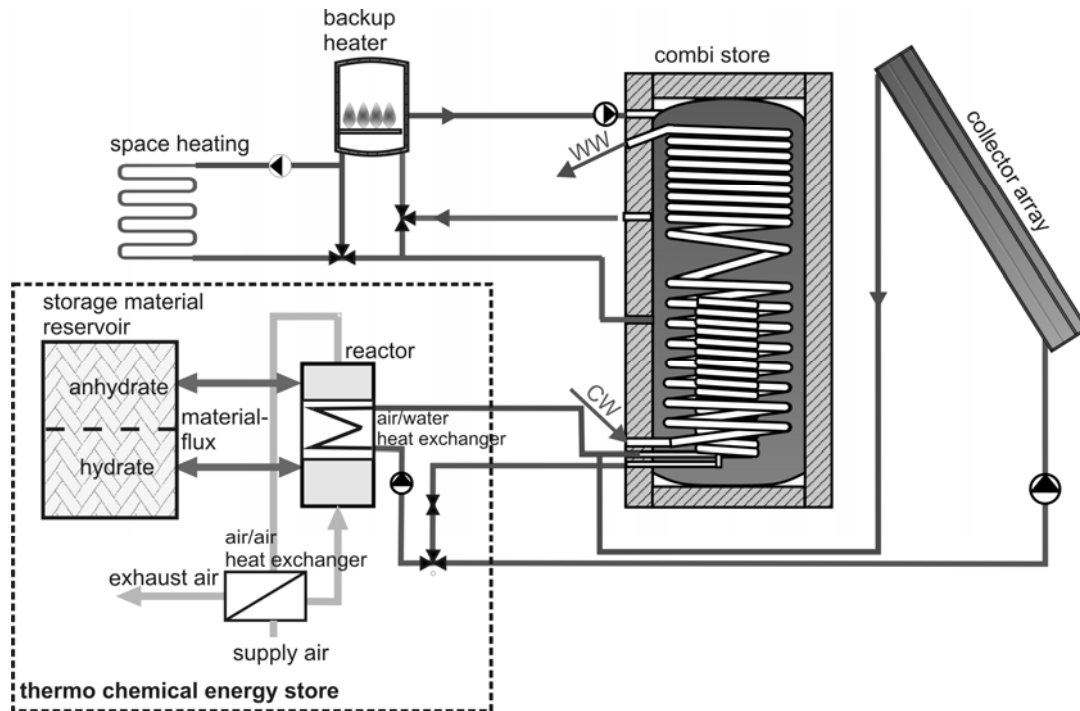 backup
heater
combi store
WW
collector array
space heating
storage material
reservoir
reactor
anhydrate
material-
flux
hydrate
air/water
heat exchanger
CW
air/air
heat exchanger
exhaust air
supply air
thermo chemical energy store